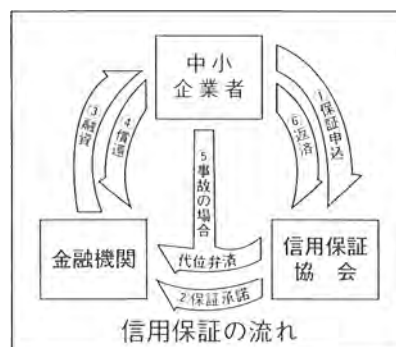 中小
企業者
①保証申込
⑥返済
③融資
④償還
5事故の場合
金融機関
代位弁済
信用保証
協会
②保証承諾
信用保証の流れ